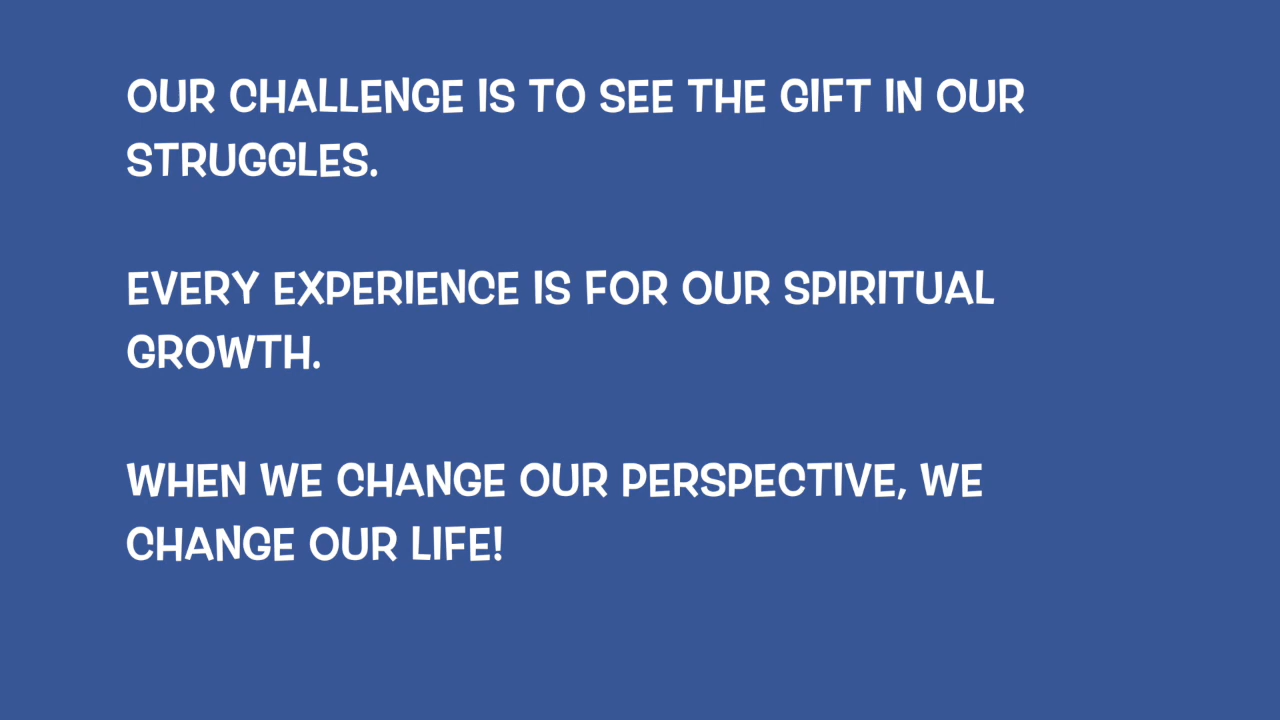 OUR CHALLENGE IS TO SEE THE GIFT IN OUR
STRUGGLES.
EVERY EXPERIENCE IS FOR OUR SPIRITUAL
GROWTH.
WHEN WE CHANGE OUR PERSPECTIVE, WE
CHANGE OUR LIFE!